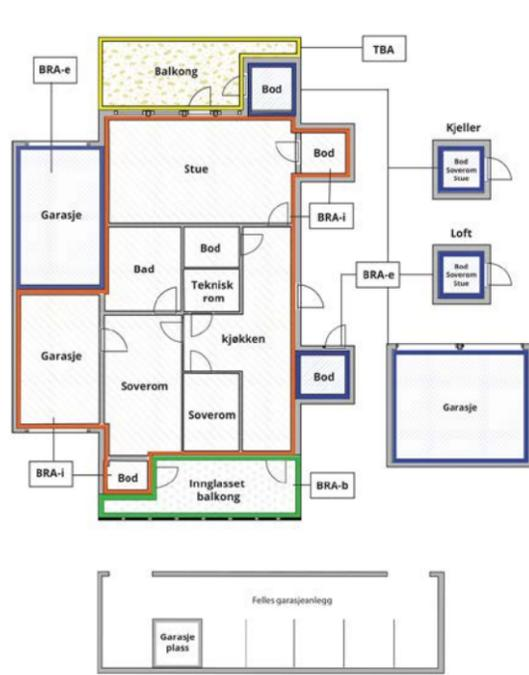 TBA
BRA-e
Balkong
Bod
Kjeller
Bod
Soverom
Stue
Bod
Stue
BRA-i
Garasje
Loft
Bod
Soverom
Stue
Bod
Bad
Teknisk
rom
BRA-e
kjøkken
Garasje
Soverom
Bod
Soverom
Garasje
BRA-i
Bod
Innglasset
balkong
BRA-b
Felles garasjeanlegg
Garasje
plass